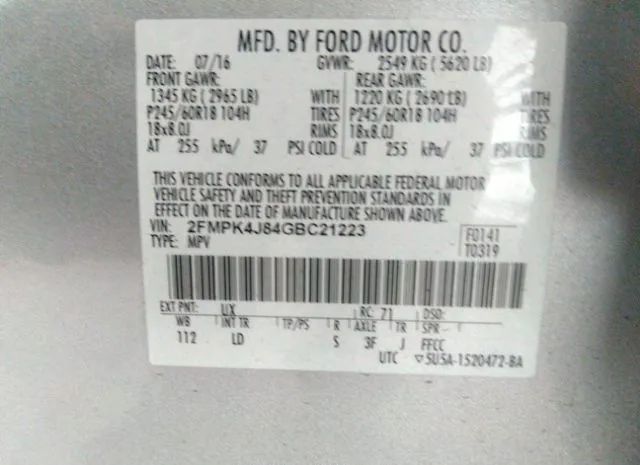 MFD. BY FORD MOTOR CO.
DATE: 07/16 GVWR: 2549 KG ( 5620 LB)
FRONT GAWR: REAR GAWR:
1345 KG ( 2965 LB) WITH 1220 KG ( 2690 LB) WITH
P245/60R18 104H TIRES P245/60R18 104H TIRES
18x8.0J RIMS 18x8.0J RIMS
AT 255 kPa/ 37 PSI COLD AT 255 kPa/ 37 PSI COLD
THIS VEHICLE CONFORMS TO ALL APPLICABLE FEDERAL MOTOR
VEHICLE SAFETY AND THEFT PREVENTION STANDARDS IN
EFFECT ON THE DATE OF MANUFACTURE SHOWN ABOVE.
VIN: 2FMPK4J84GBC21223 F0141
TYPE: MPV T0319
EXT PNT: UX RC: 71 DSO:
WB INT TR TP/PS R AXLE TR SPR
112 LD S 3F J FFCC
UTC ▽5U5A-1520472-BA